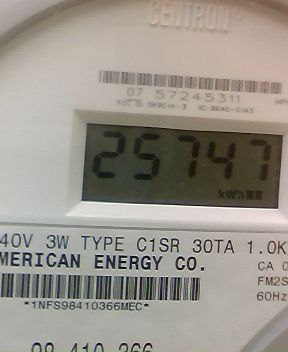 CENTRON®
07 57245311
25747
kWh
40V 3W TYPE C1SR 30TA 1.0K
MERICAN ENERGY CO.
CA 0
FM2S
60Hz
*1NFS98410366MEC*
98 410 366